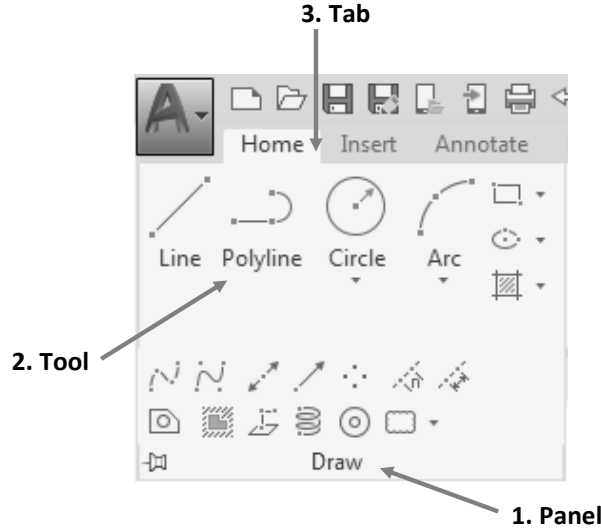 3. Tab
A
Home Insert Annotate
Line Polyline Circle Arc
2. Tool
n
Draw
1. Panel